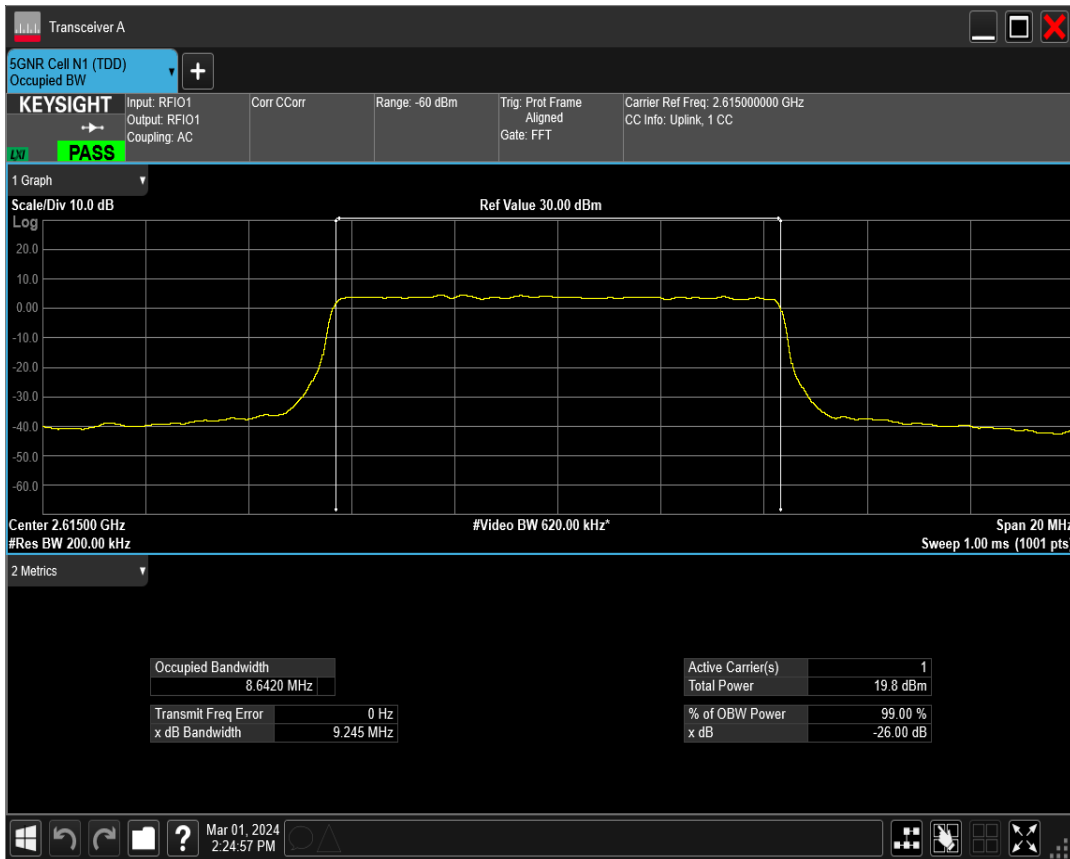 Transceiver A
5GNR Cell N1 (TDD)
Occupied BW
+
KEYSIGHT
LXI
PASS
Input: RFIO1
Output: RFIO1
Coupling: AC
Corr CCorr
Range: -60 dBm
Trig: Prot Frame
Aligned
Gate: FFT
Carrier Ref Freq: 2.615000000 GHz
CC Info: Uplink, 1 CC
1 Graph
Scale/Div 10.0 dB
Ref Value 30.00 dBm
Log
20.0
10.0
0.00
-10.0
-20.0
-30.0
-40.0
-50.0
-60.0
Center 2.61500 GHz
#Video BW 620.00 kHz*
Span 20 MHz
#Res BW 200.00 kHz
Sweep 1.00 ms (1001 pts)
2 Metrics
Occupied Bandwidth
8.6420 MHz
Transmit Freq Error 0 Hz
x dB Bandwidth 9.245 MHz
Active Carrier(s) 1
Total Power 19.8 dBm
% of OBW Power 99.00 %
x dB -26.00 dB
?
Mar 01, 2024
2:24:57 PM